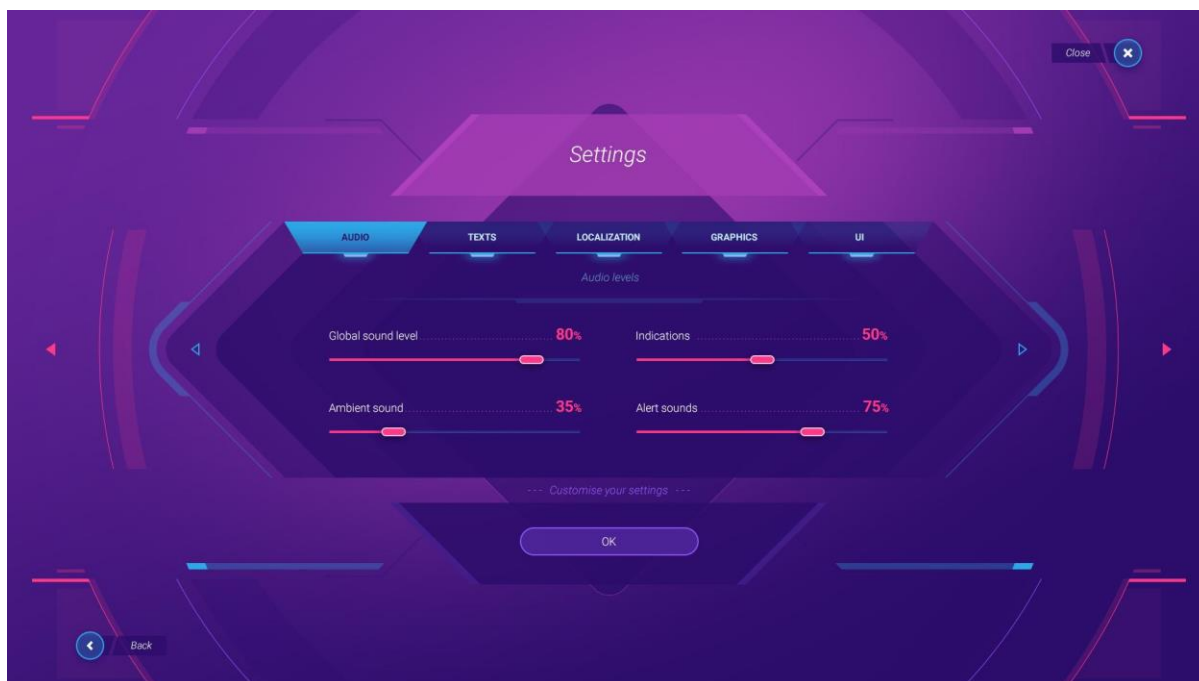 Close
Settings
AUDIO TEXTS LOCALIZATION GRAPHICS UI
Audio levels
Global sound level 80% Indications 50%
Ambient sound 35% Alert sounds 75%
--- Customise your settings ---
OK
Back